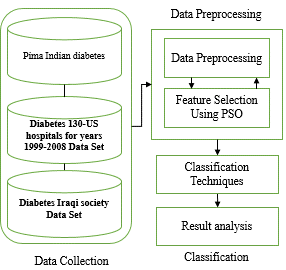 Pima Indian diabetes
Diabetes 130-US
hospitals for years
1999-2008 Data Set
Diabetes Iraqi society
Data Set
Data Collection
Data Preprocessing
Data Preprocessing
Feature Selection
Using PSO
Classification
Techniques
Result analysis
Classification